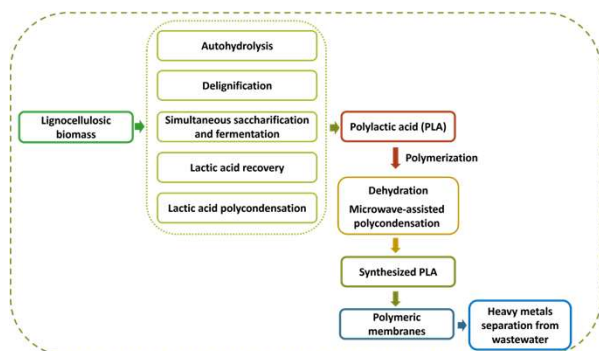 Lignocellulosic
biomass
Autohydrolysis
Delignification
Simultaneous saccharification
and fermentation
Lactic acid recovery
Lactic acid polycondensation
Polylactic acid (PLA)
Polymerization
Dehydration
Microwave-assisted
polycondensation
Synthesized PLA
Polymeric
membranes
Heavy metals
separation from
wastewater